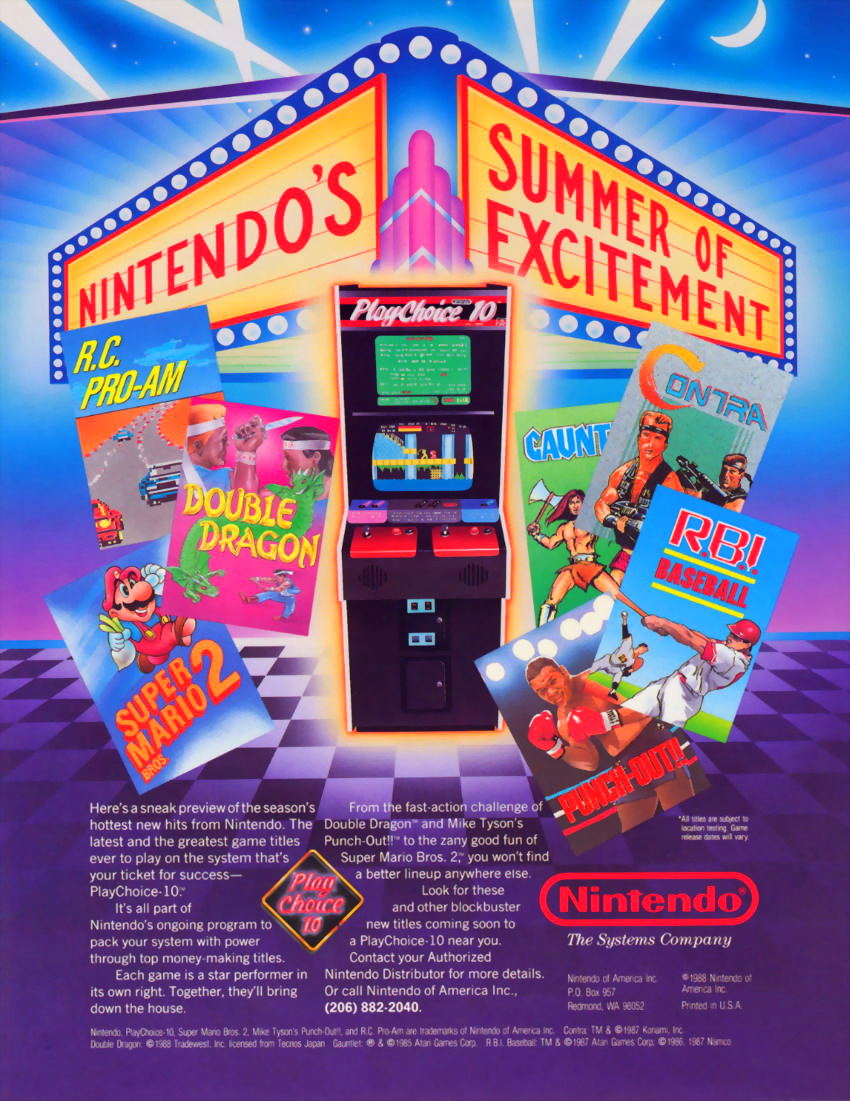 NINTENDO'S
SUMMER OF
EXCITEMENT
PlayChoice 10
R.C.
PRO-AM
DOUBLE
DRAGON
SUPER
MARIO 2
BROS.
GAUNT
CONTRA
R.B.I.
BASEBALL
PUNCH-OUT!!
Here's a sneak preview of the season's
hottest new hits from Nintendo. The
latest and the greatest game titles
ever to play on the system that's
your ticket for success—
PlayChoice-10.™
It's all part of
Nintendo's ongoing program to
pack your system with power
through top money-making titles.
Each game is a star performer in
its own right. Together, they'll bring
down the house.
Play
Choice
10
From the fast-action challenge of
Double Dragon™ and Mike Tyson's
Punch-Out!!™ to the zany good fun of
Super Mario Bros. 2,™ you won't find
a better lineup anywhere else.
Look for these
and other blockbuster
new titles coming soon to
a PlayChoice-10 near you.
Contact your Authorized
Nintendo Distributor for more details.
Or call Nintendo of America Inc.,
(206) 882-2040.
*All titles are subject to
location testing. Game
release dates will vary.
Nintendo®
The Systems Company
Nintendo of America Inc.
P.O. Box 957
Redmond, WA 98052
©1988 Nintendo of
America Inc.
Printed in U.S.A.
Nintendo, PlayChoice-10, Super Mario Bros. 2, Mike Tyson's Punch-Out!!, and R.C. Pro-Am are trademarks of Nintendo of America Inc. Contra: TM & ©1987 Konami, Inc.
Double Dragon: ©1988 Tradewest, Inc. licensed from Tecnos Japan Gauntlet: ® & ©1985 Atari Games Corp. R.B.I. Baseball: TM & ©1987 Atari Games Corp; ©1986, 1987 Namco